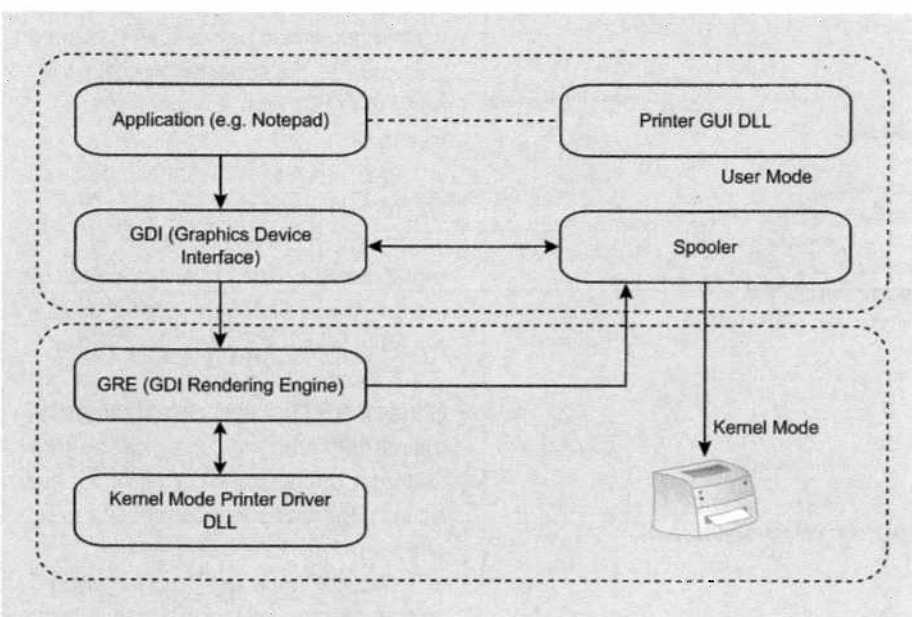 Application (e.g. Notepad)
Printer GUI DLL
User Mode
GDI (Graphics Device
Interface)
Spooler
GRE (GDI Rendering Engine)
Kernel Mode
Kernel Mode Printer Driver
DLL